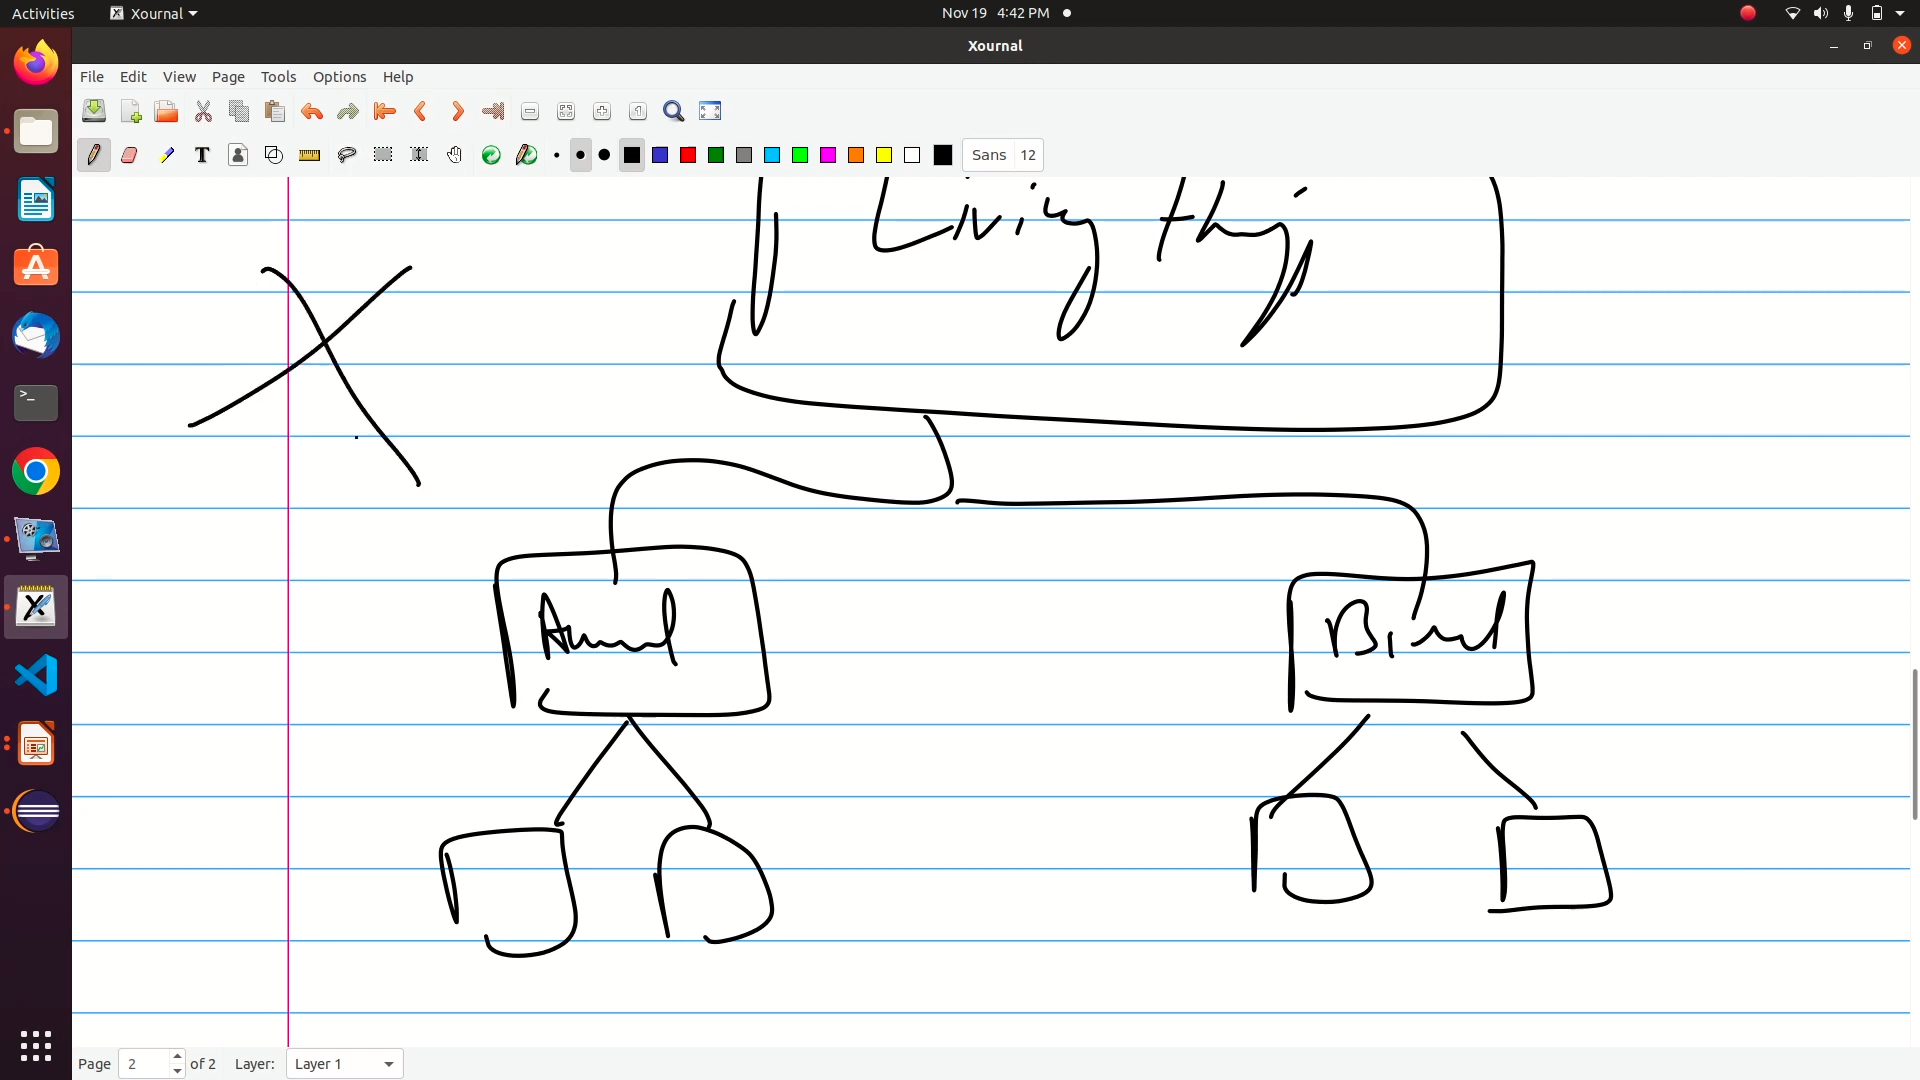 Activities Xournal Nov 19 4:42 PM
Xournal
File Edit View Page Tools Options Help
T Sans 12
Living thing
Animal Bird
Page 2 of 2 Layer: Layer 1